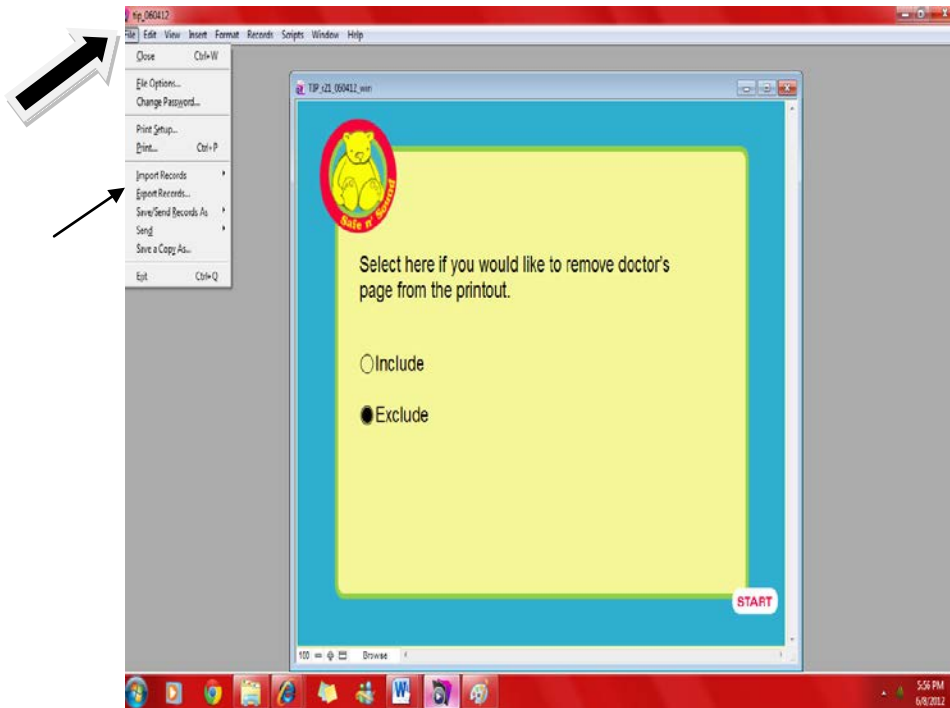 tip_060412
File Edit View Insert Format Records Scripts Window Help
Close Ctrl+W
File Options...
Change Password...
Print Setup...
Print... Ctrl+P
Import Records
Export Records...
Save/Send Records As
Send
Save a Copy As...
Exit Ctrl+Q
TIP_s21_060412_win
Safe n' Sound
Select here if you would like to remove doctor's
page from the printout.
Include
Exclude
START
100 Browse
5:56 PM
6/8/2012